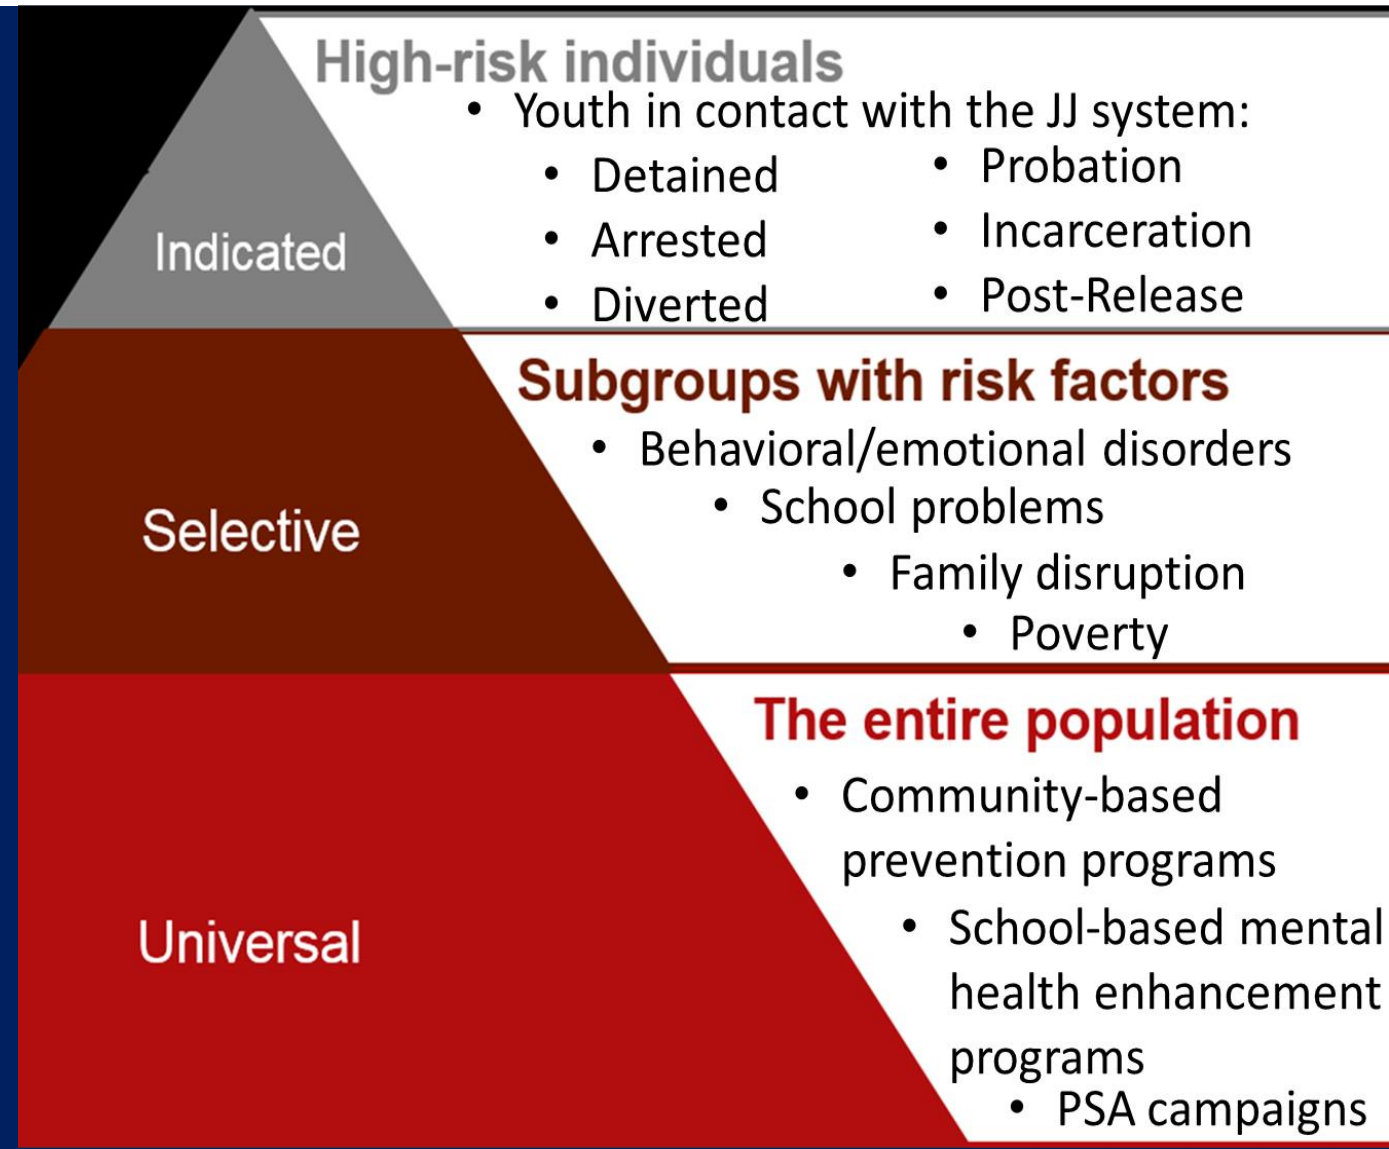 High-risk individuals
• Youth in contact with the JJ system:
• Detained
• Arrested
• Diverted
• Probation
• Incarceration
• Post-Release
Indicated
Subgroups with risk factors
• Behavioral/emotional disorders
• School problems
• Family disruption
• Poverty
Selective
The entire population
• Community-based
prevention programs
• School-based mental
health enhancement
programs
• PSA campaigns
Universal